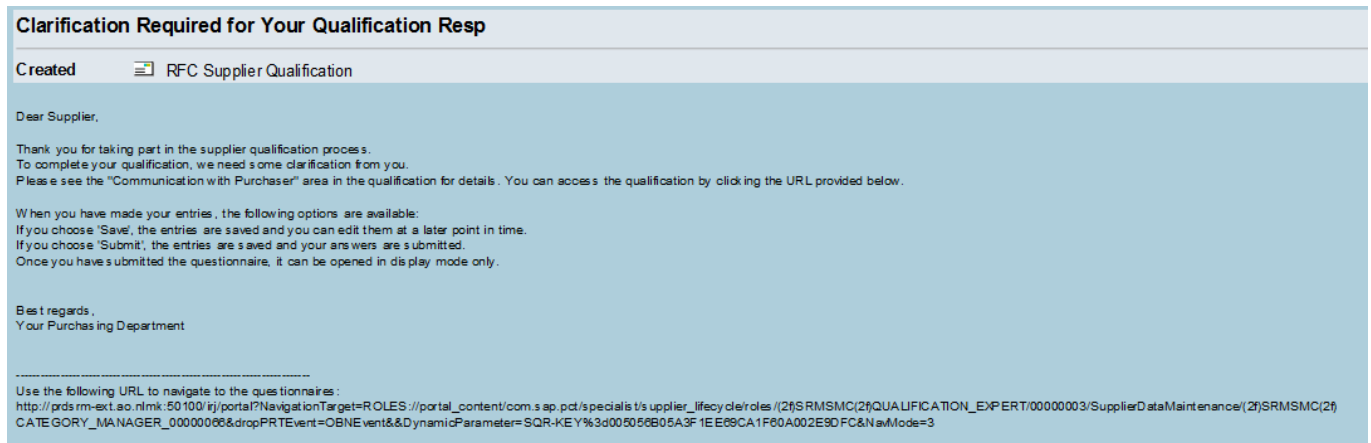 Clarification Required for Your Qualification Resp
Created RFC Supplier Qualification
Dear Supplier,
Thank you for taking part in the supplier qualification process.
To complete your qualification, we need some clarification from you.
Please see the "Communication with Purchaser" area in the qualification for details. You can access the qualification by clicking the URL provided below.
When you have made your entries, the following options are available:
If you choose 'Save', the entries are saved and you can edit them at a later point in time.
If you choose 'Submit', the entries are saved and your answers are submitted.
Once you have submitted the questionnaire, it can be opened in display mode only.
Best regards,
Your Purchasing Department
------------------------------------------------------------------------
Use the following URL to navigate to the questionnaires:
http://prdsrm-ext.ao.nlmk:50100/irj/portal?NavigationTarget=ROLES://portal_content/com.sap.pct/specialist/supplier_lifecycle/roles/(2f)SRMSMC(2f)QUALIFICATION_EXPERT/00000003/SupplierDataMaintenance/(2f)SRMSMC(2f)
CATEGORY_MANAGER_00000066&dropPRTEvent=OBNEvent&&DynamicParameter=SQR-KEY%3d005056B05A3F1EE69CA1F60A002E9DFC&NavMode=3